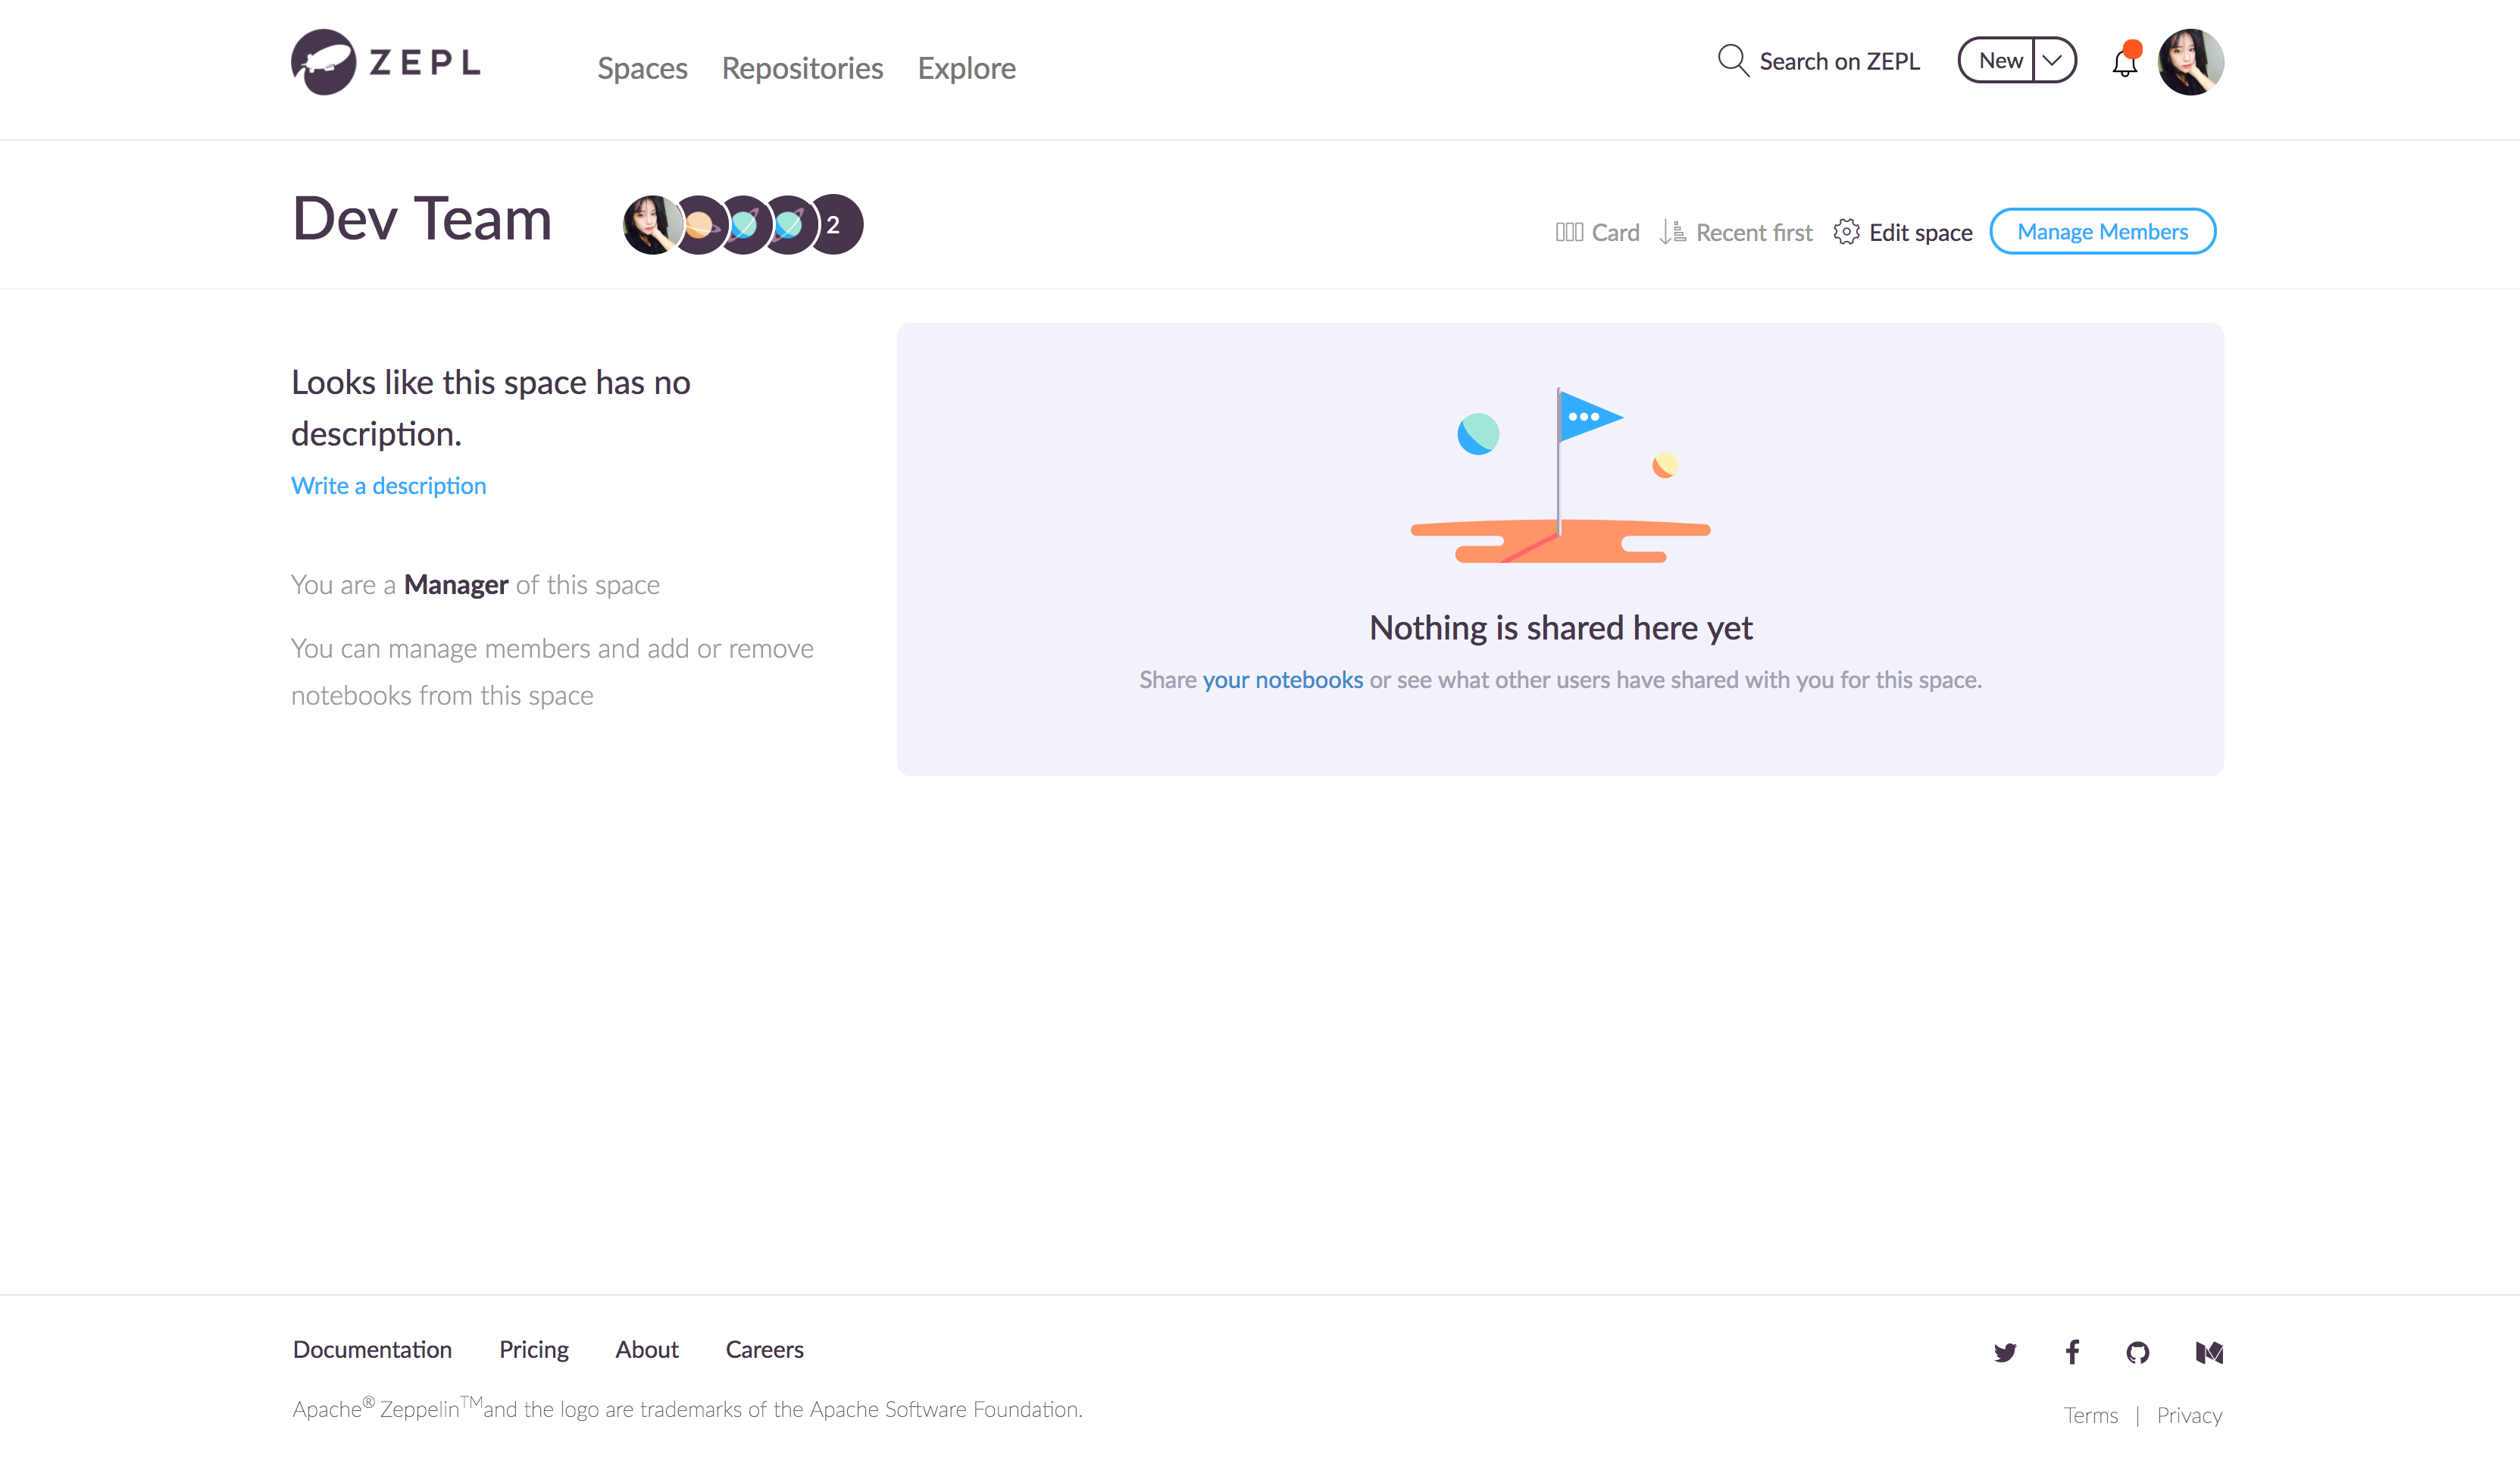 ZEPL
Spaces Repositories Explore
Search on ZEPL
New
Dev Team
2
Card
Recent first
Edit space
Manage Members
Looks like this space has no
description.
Write a description
You are a Manager of this space
You can manage members and add or remove
notebooks from this space
Nothing is shared here yet
Share your notebooks or see what other users have shared with you for this space.
Documentation Pricing About Careers
Apache® Zeppelin™and the logo are trademarks of the Apache Software Foundation.
Terms | Privacy